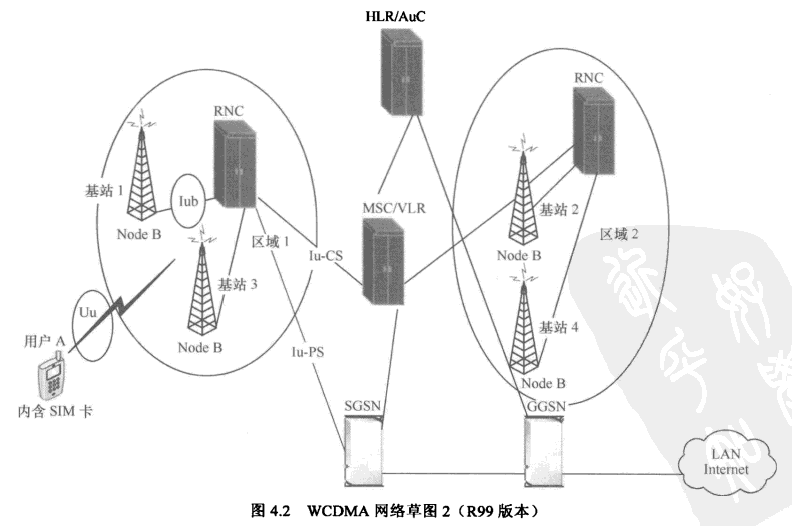 HLR/AuC
RNC
RNC
基站 1
Iub
Node B
MSC/VLR
基站 2
区域 1
Iu-CS
Node B
区域 2
基站 3
Uu
Node B
用户 A
基站 4
Iu-PS
Node B
内含 SIM 卡
SGSN
GGSN
LAN
Internet
图 4.2 WCDMA 网络草图 2（R99 版本）